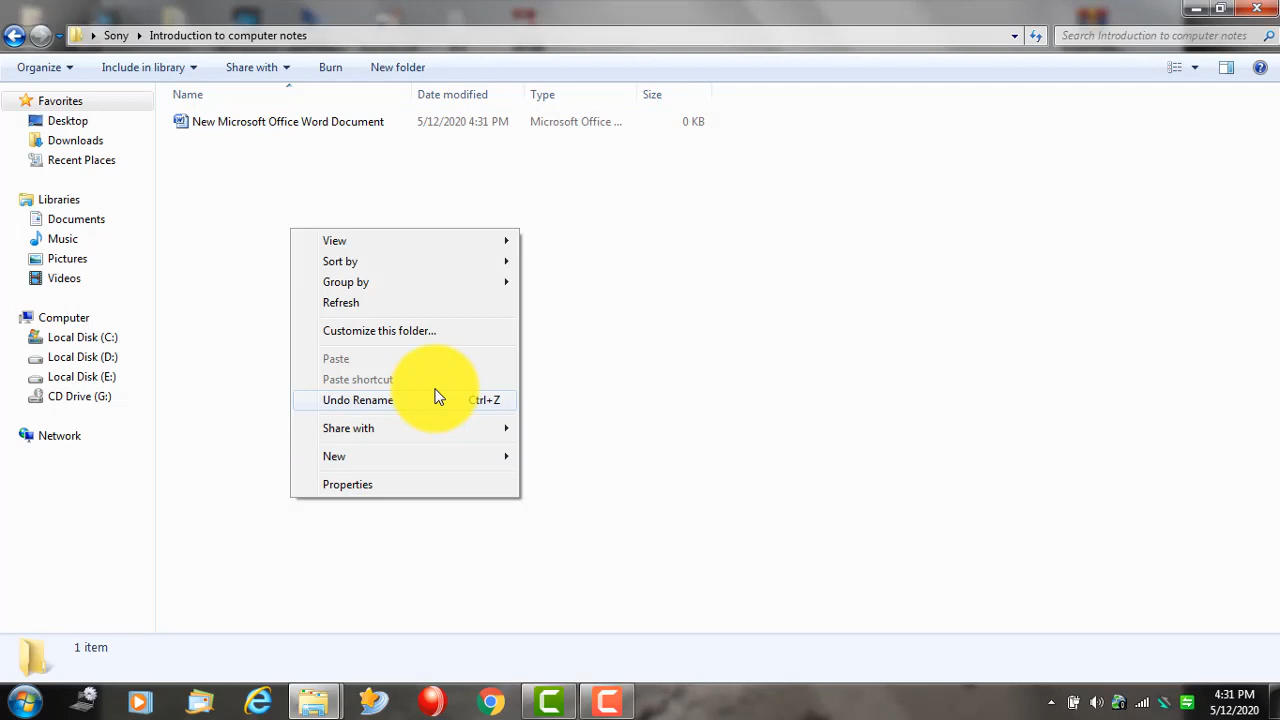 Sony Introduction to computer notes Search Introduction to computer notes
Organize Include in library Share with Burn New folder
Name Date modified Type Size
New Microsoft Office Word Document 5/12/2020 4:31 PM Microsoft Office ... 0 KB
Favorites
Desktop
Downloads
Recent Places
Libraries
Documents
Music
Pictures
Videos
Computer
Local Disk (C:)
Local Disk (D:)
Local Disk (E:)
CD Drive (G:)
Network
View
Sort by
Group by
Refresh
Customize this folder...
Paste
Paste shortcut
Undo Rename Ctrl+Z
Share with
New
Properties
1 item
4:31 PM
5/12/2020